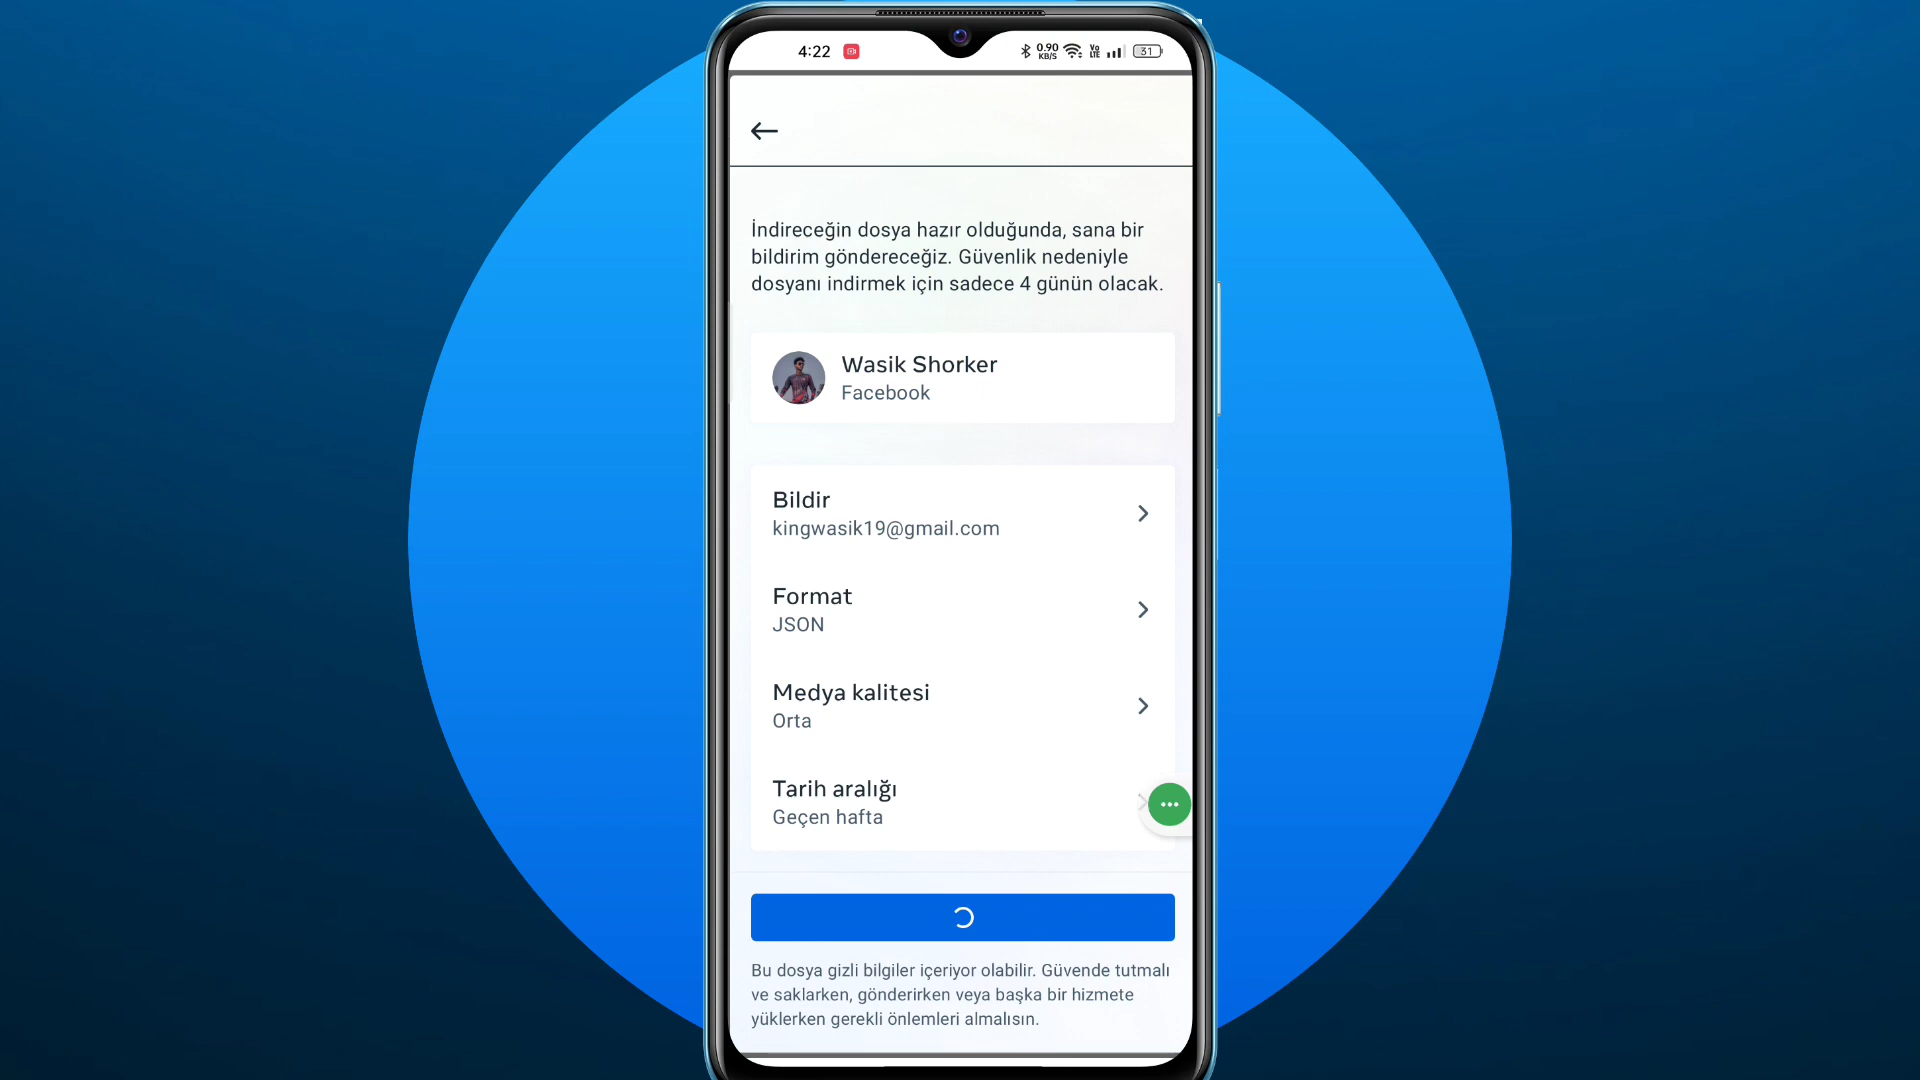 4:22
0.90
KB/S
Vo
LTE
31
İndireceğin dosya hazır olduğunda, sana bir
bildirim göndereceğiz. Güvenlik nedeniyle
dosyanı indirmek için sadece 4 günün olacak.
Wasik Shorker
Facebook
Bildir
kingwasik19@gmail.com
Format
JSON
Medya kalitesi
Orta
Tarih aralığı
Geçen hafta
Bu dosya gizli bilgiler içeriyor olabilir. Güvende tutmalı
ve saklarken, gönderirken veya başka bir hizmete
yüklerken gerekli önlemleri almalısın.